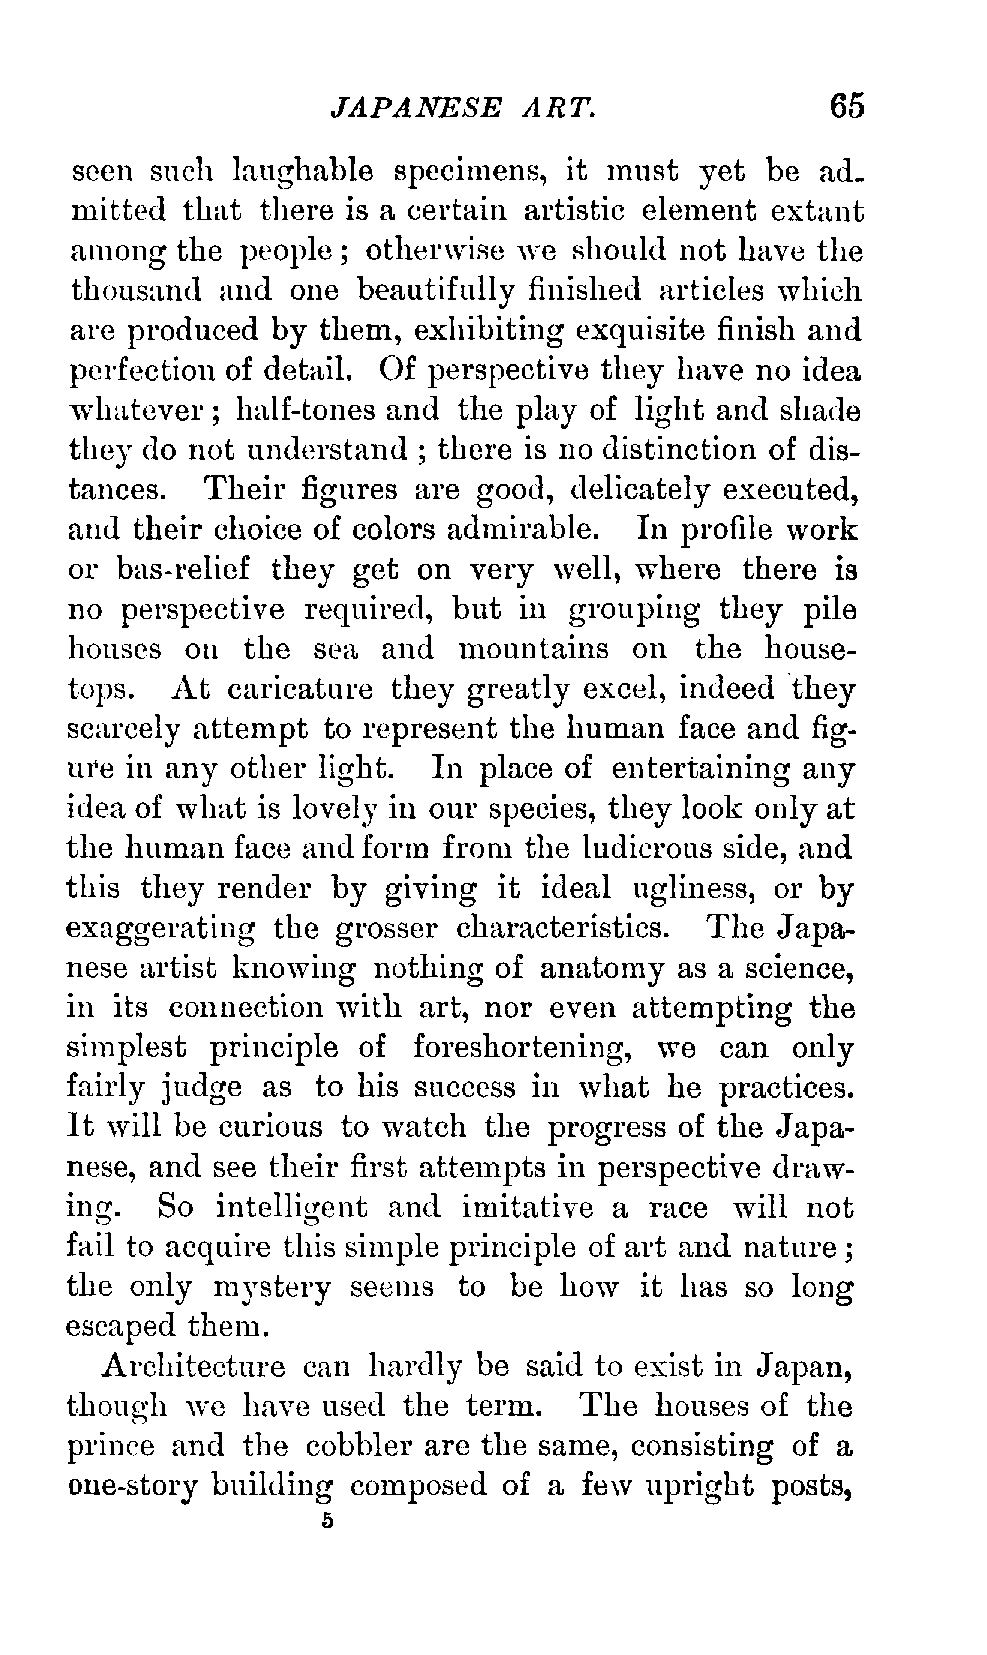 JAPANESE ART. 65
seen such laughable specimens, it must yet be ad-
mitted that there is a certain artistic element extant
among the people; otherwise we should not have the
thousand and one beautifully finished articles which
are produced by them, exhibiting exquisite finish and
perfection of detail. Of perspective they have no idea
whatever; half-tones and the play of light and shade
they do not understand; there is no distinction of dis-
tances. Their figures are good, delicately executed,
and their choice of colors admirable. In profile work
or bas-relief they get on very well, where there is
no perspective required, but in grouping they pile
houses on the sea and mountains on the house-
tops. At caricature they greatly excel, indeed they
scarcely attempt to represent the human face and fig-
ure in any other light. In place of entertaining any
idea of what is lovely in our species, they look only at
the human face and form from the ludicrous side, and
this they render by giving it ideal ugliness, or by
exaggerating the grosser characteristics. The Japa-
nese artist knowing nothing of anatomy as a science,
in its connection with art, nor even attempting the
simplest principle of foreshortening, we can only
fairly judge as to his success in what he practices.
It will be curious to watch the progress of the Japa-
nese, and see their first attempts in perspective draw-
ing. So intelligent and imitative a race will not
fail to acquire this simple principle of art and nature;
the only mystery seems to be how it has so long
escaped them.
Architecture can hardly be said to exist in Japan,
though we have used the term. The houses of the
prince and the cobbler are the same, consisting of a
one-story building composed of a few upright posts,
5